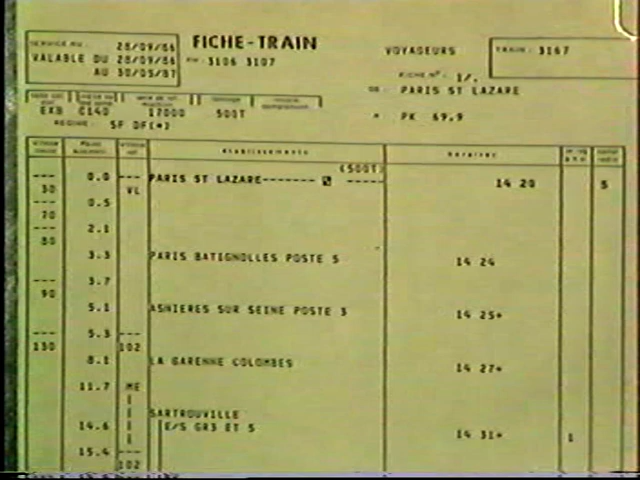 SERVICE AU 28/09/86
FICHE-TRAIN
VALABLE DU 28/09/86
AU 30/05/87
3106 3107
VOYAGEURS
TRAIN 3167
FICHE Nº 1/.
DE PARIS ST LAZARE
PK 69.9
EXB C140 17000 500T
REGIME SF DF(*)
Etablissements
Horaires
(500T)
--- 0.0 --- PARIS ST LAZARE------- ----- 14 20 5
30 VL
--- 0.5
70
--- 2.1
80
3.3 PARIS BATIGNOLLES POSTE 5 14 24
--- 3.7
90
5.1 ASNIERES SUR SEINE POSTE 3 14 25*
--- 5.3 ---
130 102
8.1 LA GARENNE COLOMBES 14 27*
11.7 ME
SARTROUVILLE
14.6 E/S GR3 ET 5 14 31* 1
15.4 ---
102